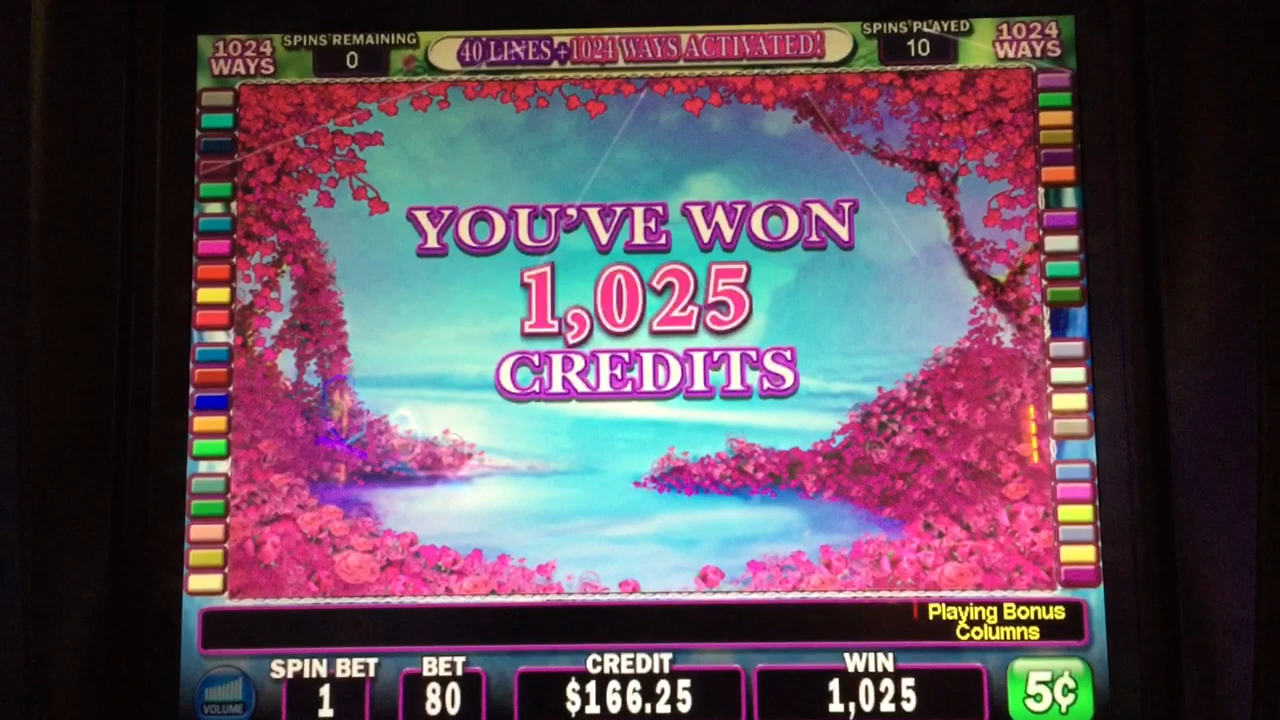 1024 WAYS
SPINS REMAINING
0
40 LINES + 1024 WAYS ACTIVATED!
SPINS PLAYED
10
1024 WAYS
YOU'VE WON
1,025
CREDITS
Playing Bonus
Columns
VOLUME
SPIN BET
1
BET
80
CREDIT
$166.25
WIN
1,025
5¢